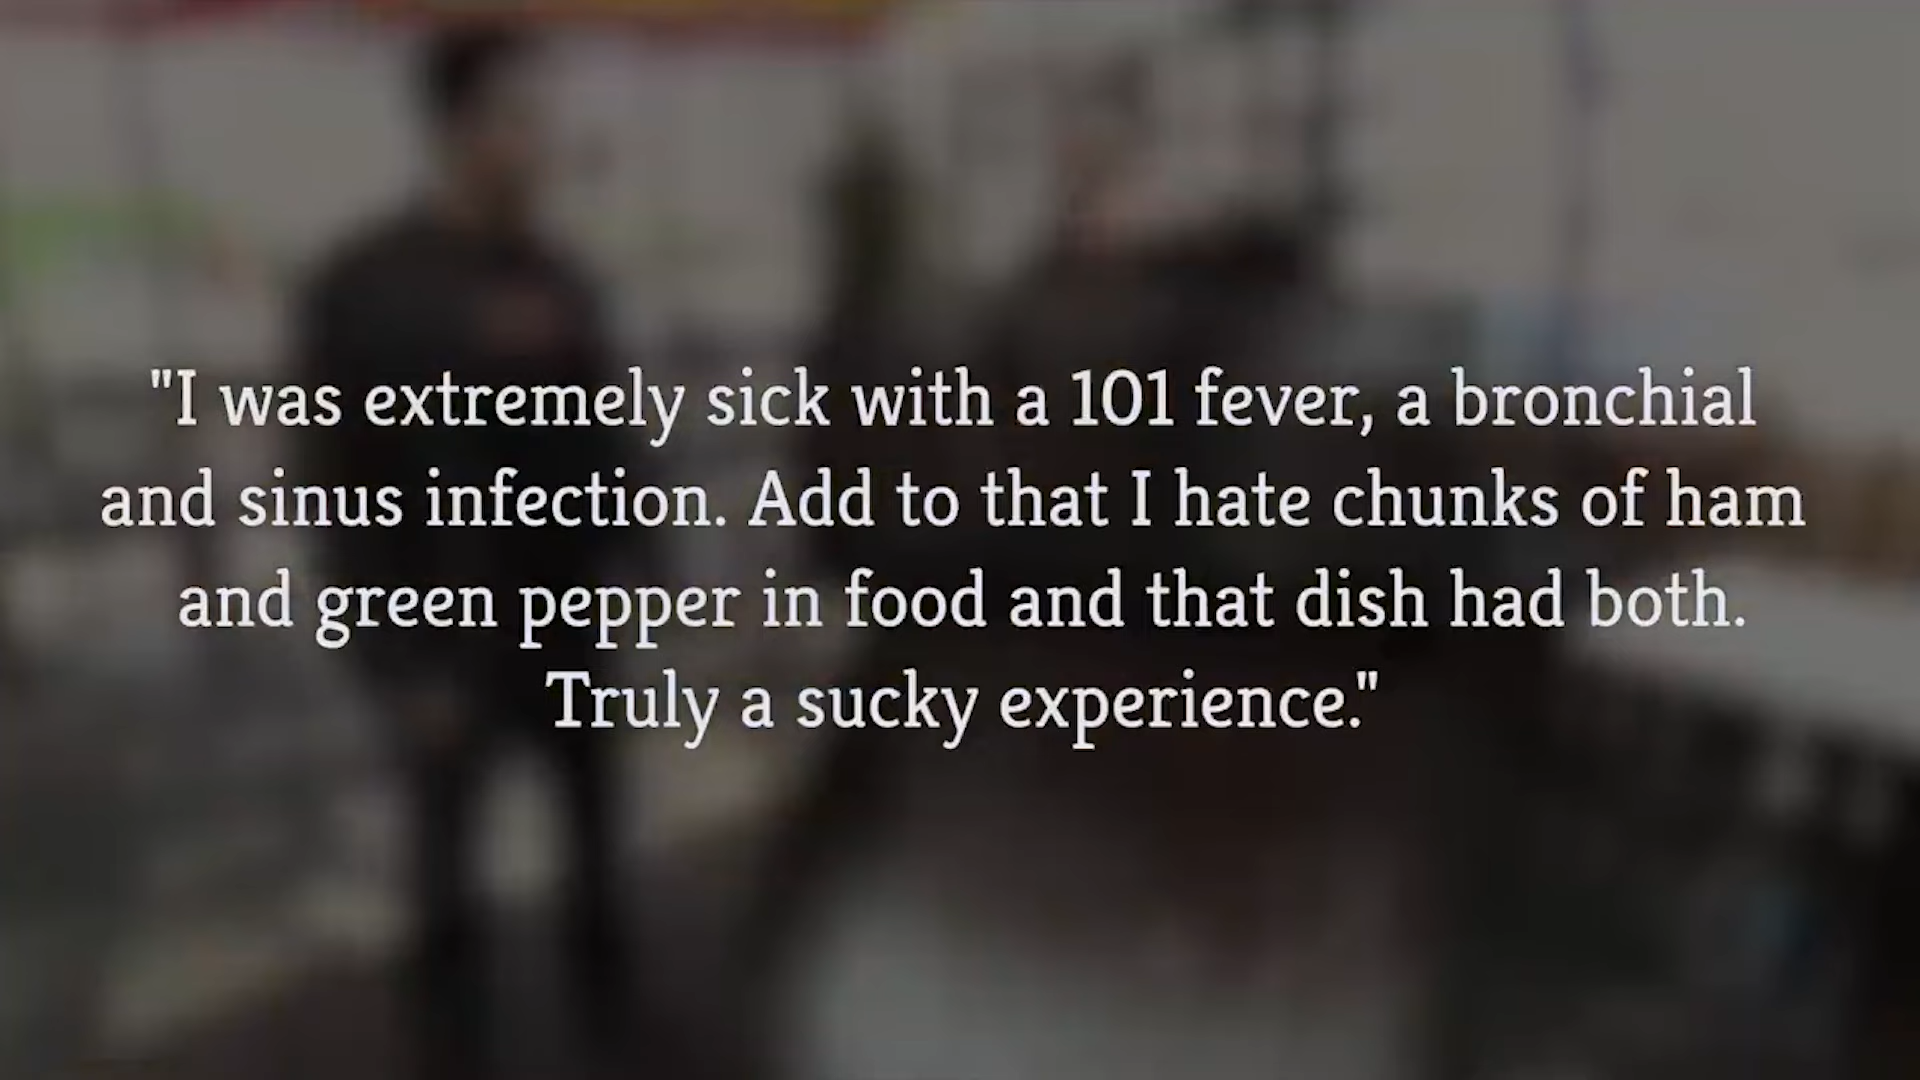 "I was extremely sick with a 101 fever, a bronchial
and sinus infection. Add to that I hate chunks of ham
and green pepper in food and that dish had both.
Truly a sucky experience."